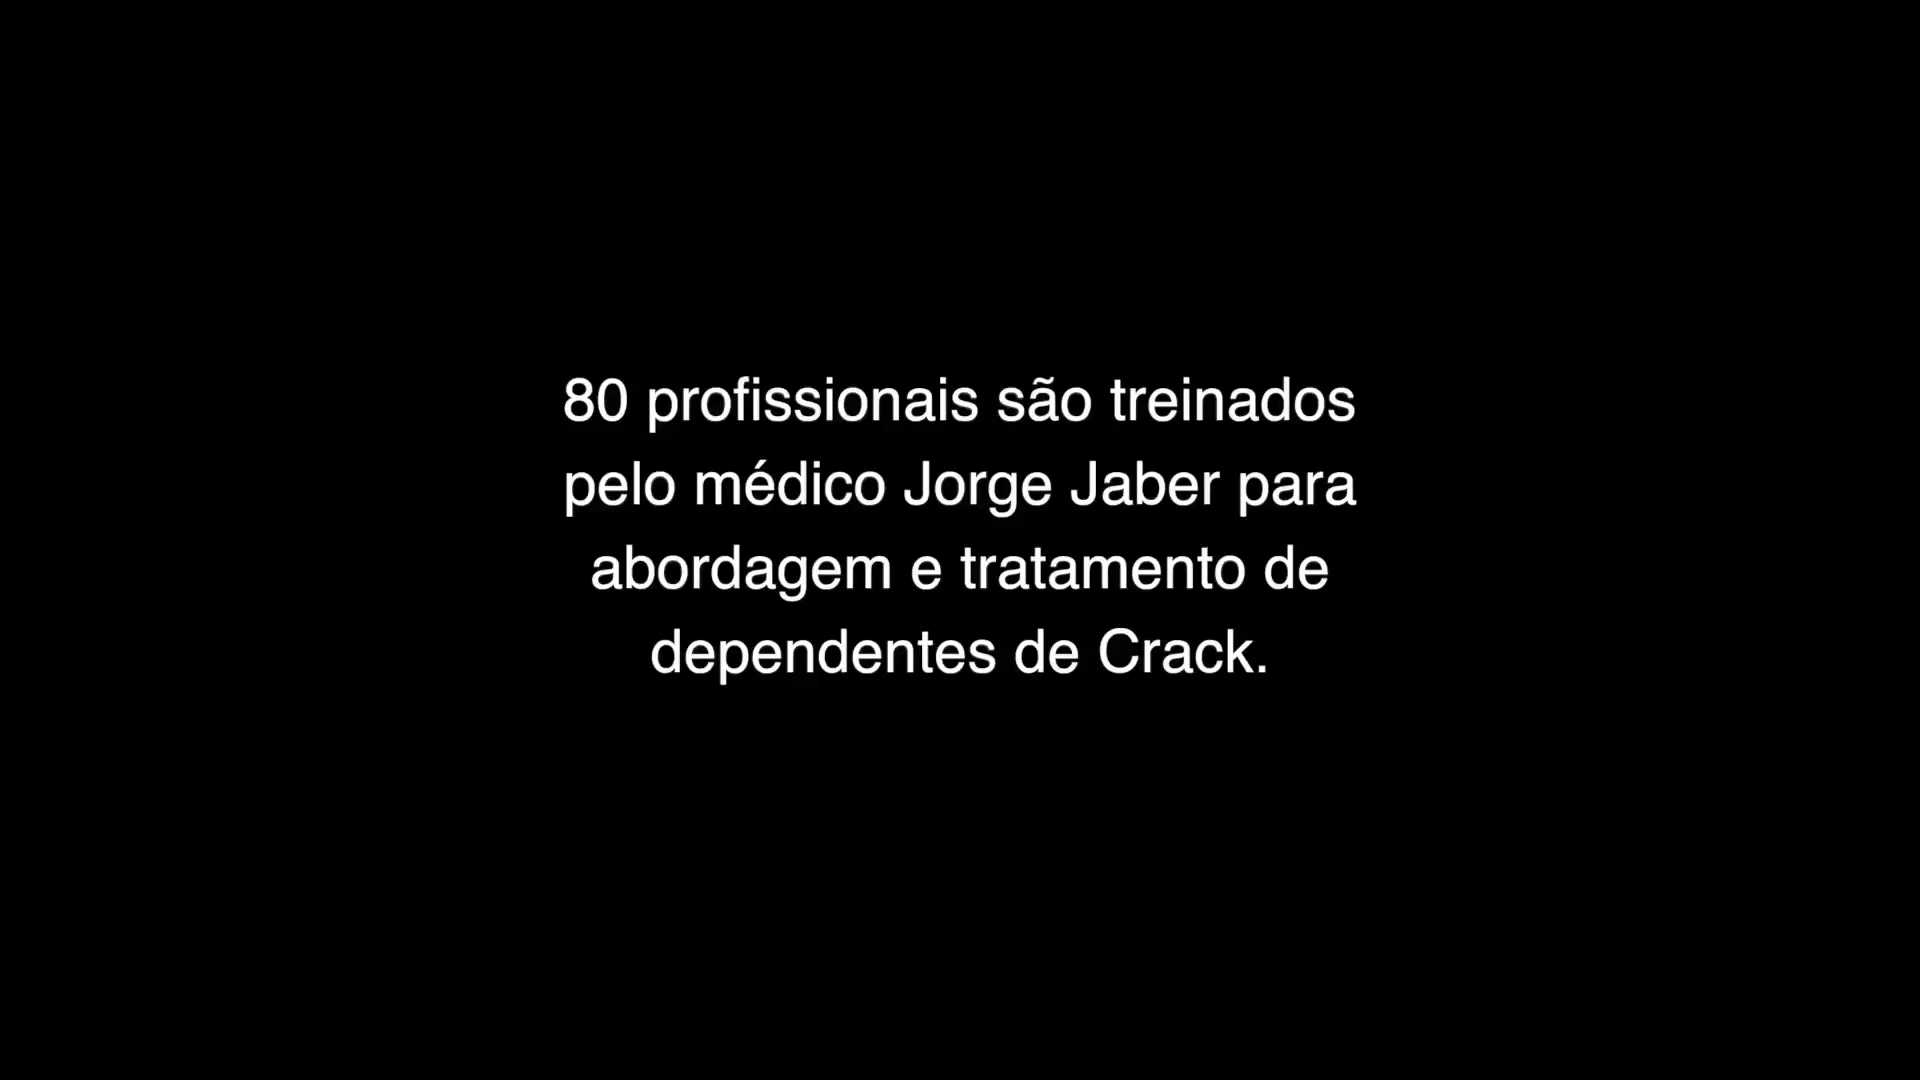 80 profissionais são treinados
pelo médico Jorge Jaber para
abordagem e tratamento de
dependentes de Crack.